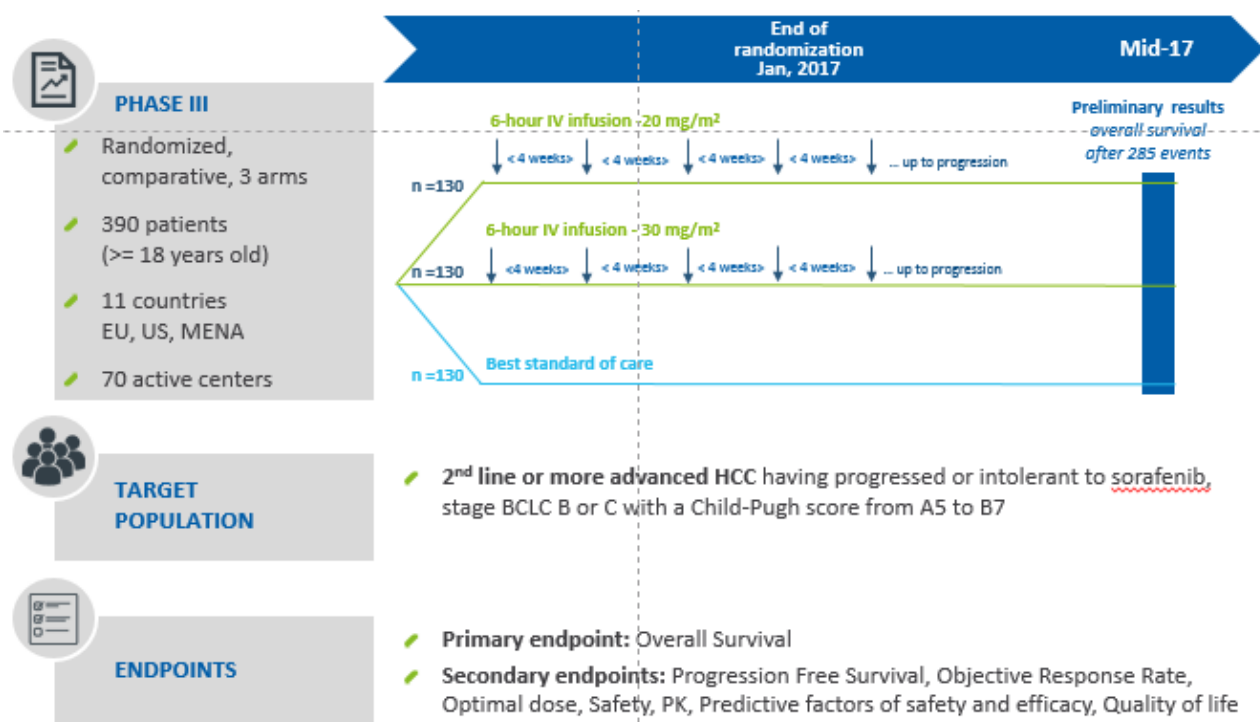 End of
randomization
Jan, 2017
Mid-17
PHASE III
Randomized,
comparative, 3 arms
390 patients
(>= 18 years old)
11 countries
EU, US, MENA
70 active centers
Preliminary results
overall survival
after 285 events
6-hour IV infusion -20 mg/m²
< 4 weeks> < 4 weeks> < 4 weeks> < 4 weeks> ... up to progression
n =130
6-hour IV infusion - 30 mg/m²
<4 weeks> < 4 weeks> < 4 weeks> < 4 weeks> ... up to progression
n =130
Best standard of care
n =130
TARGET
POPULATION
2nd line or more advanced HCC having progressed or intolerant to sorafenib,
stage BCLC B or C with a Child-Pugh score from A5 to B7
ENDPOINTS
Primary endpoint: Overall Survival
Secondary endpoints: Progression Free Survival, Objective Response Rate,
Optimal dose, Safety, PK, Predictive factors of safety and efficacy, Quality of life